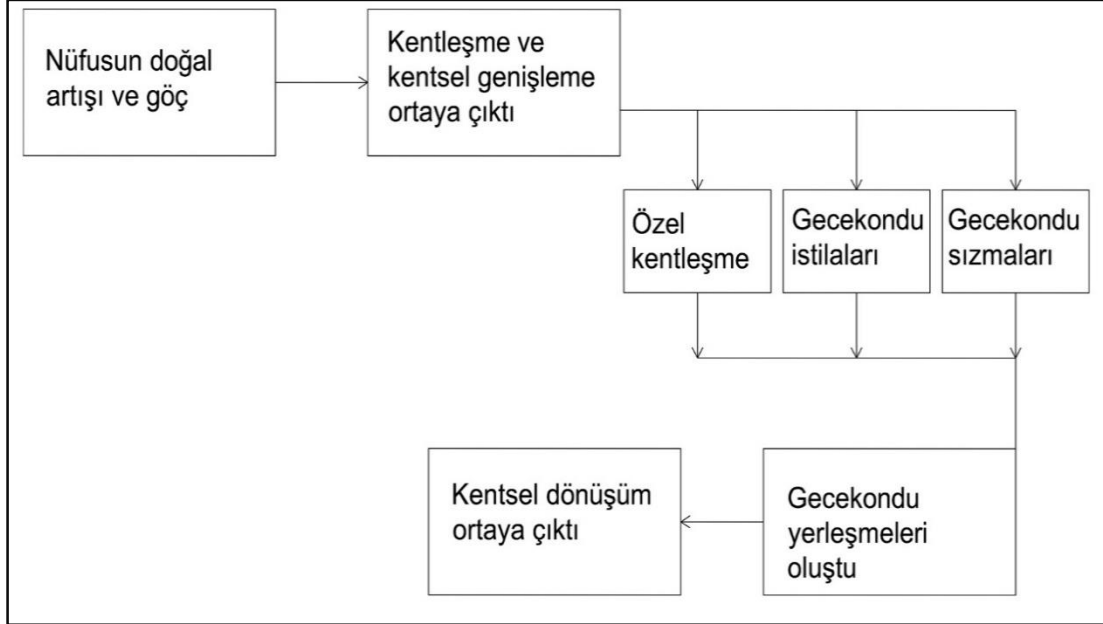 Nüfusun doğal
artışı ve göç
Kentleşme ve
kentsel genişleme
ortaya çıktı
Özel
kentleşme
Gecekondu
istilaları
Gecekondu
sızmaları
Gecekondu
yerleşmeleri
oluştu
Kentsel dönüşüm
ortaya çıktı